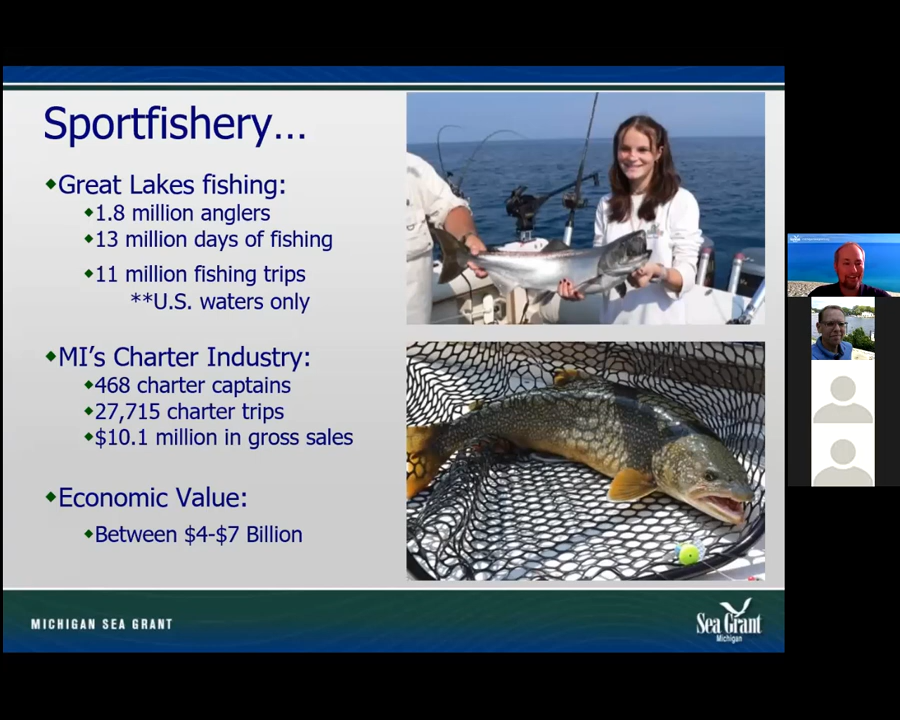 Sportfishery...
Great Lakes fishing:
1.8 million anglers
13 million days of fishing
11 million fishing trips
**U.S. waters only
MI's Charter Industry:
468 charter captains
27,715 charter trips
$10.1 million in gross sales
Economic Value:
Between $4-$7 Billion
MICHIGAN SEA GRANT
Sea Grant
Michigan